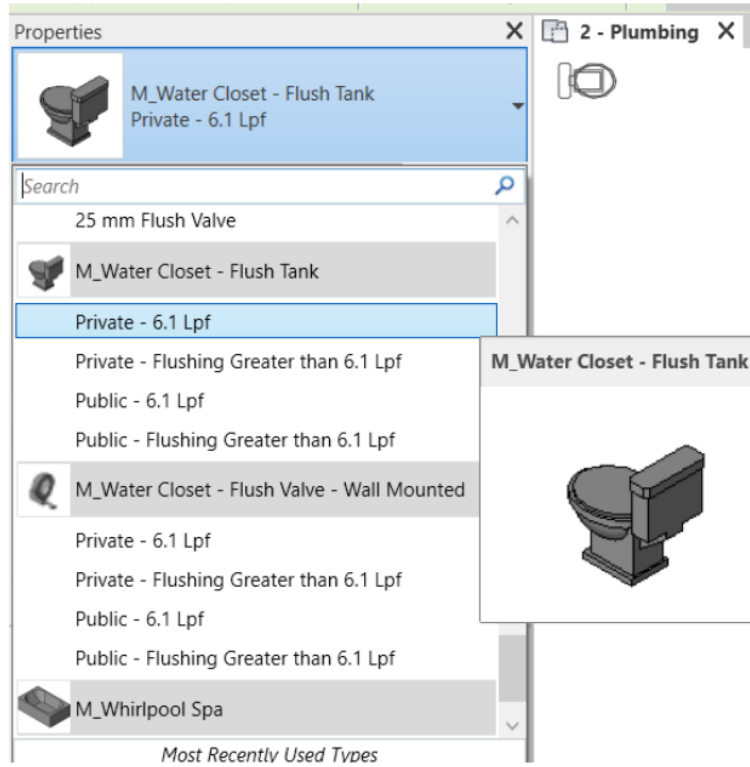 Properties
2 - Plumbing
M_Water Closet - Flush Tank
Private - 6.1 Lpf
Search
25 mm Flush Valve
M_Water Closet - Flush Tank
Private - 6.1 Lpf
Private - Flushing Greater than 6.1 Lpf
Public - 6.1 Lpf
Public - Flushing Greater than 6.1 Lpf
M_Water Closet - Flush Valve - Wall Mounted
Private - 6.1 Lpf
Private - Flushing Greater than 6.1 Lpf
Public - 6.1 Lpf
Public - Flushing Greater than 6.1 Lpf
M_Whirlpool Spa
Most Recently Used Types
M_Water Closet - Flush Tank